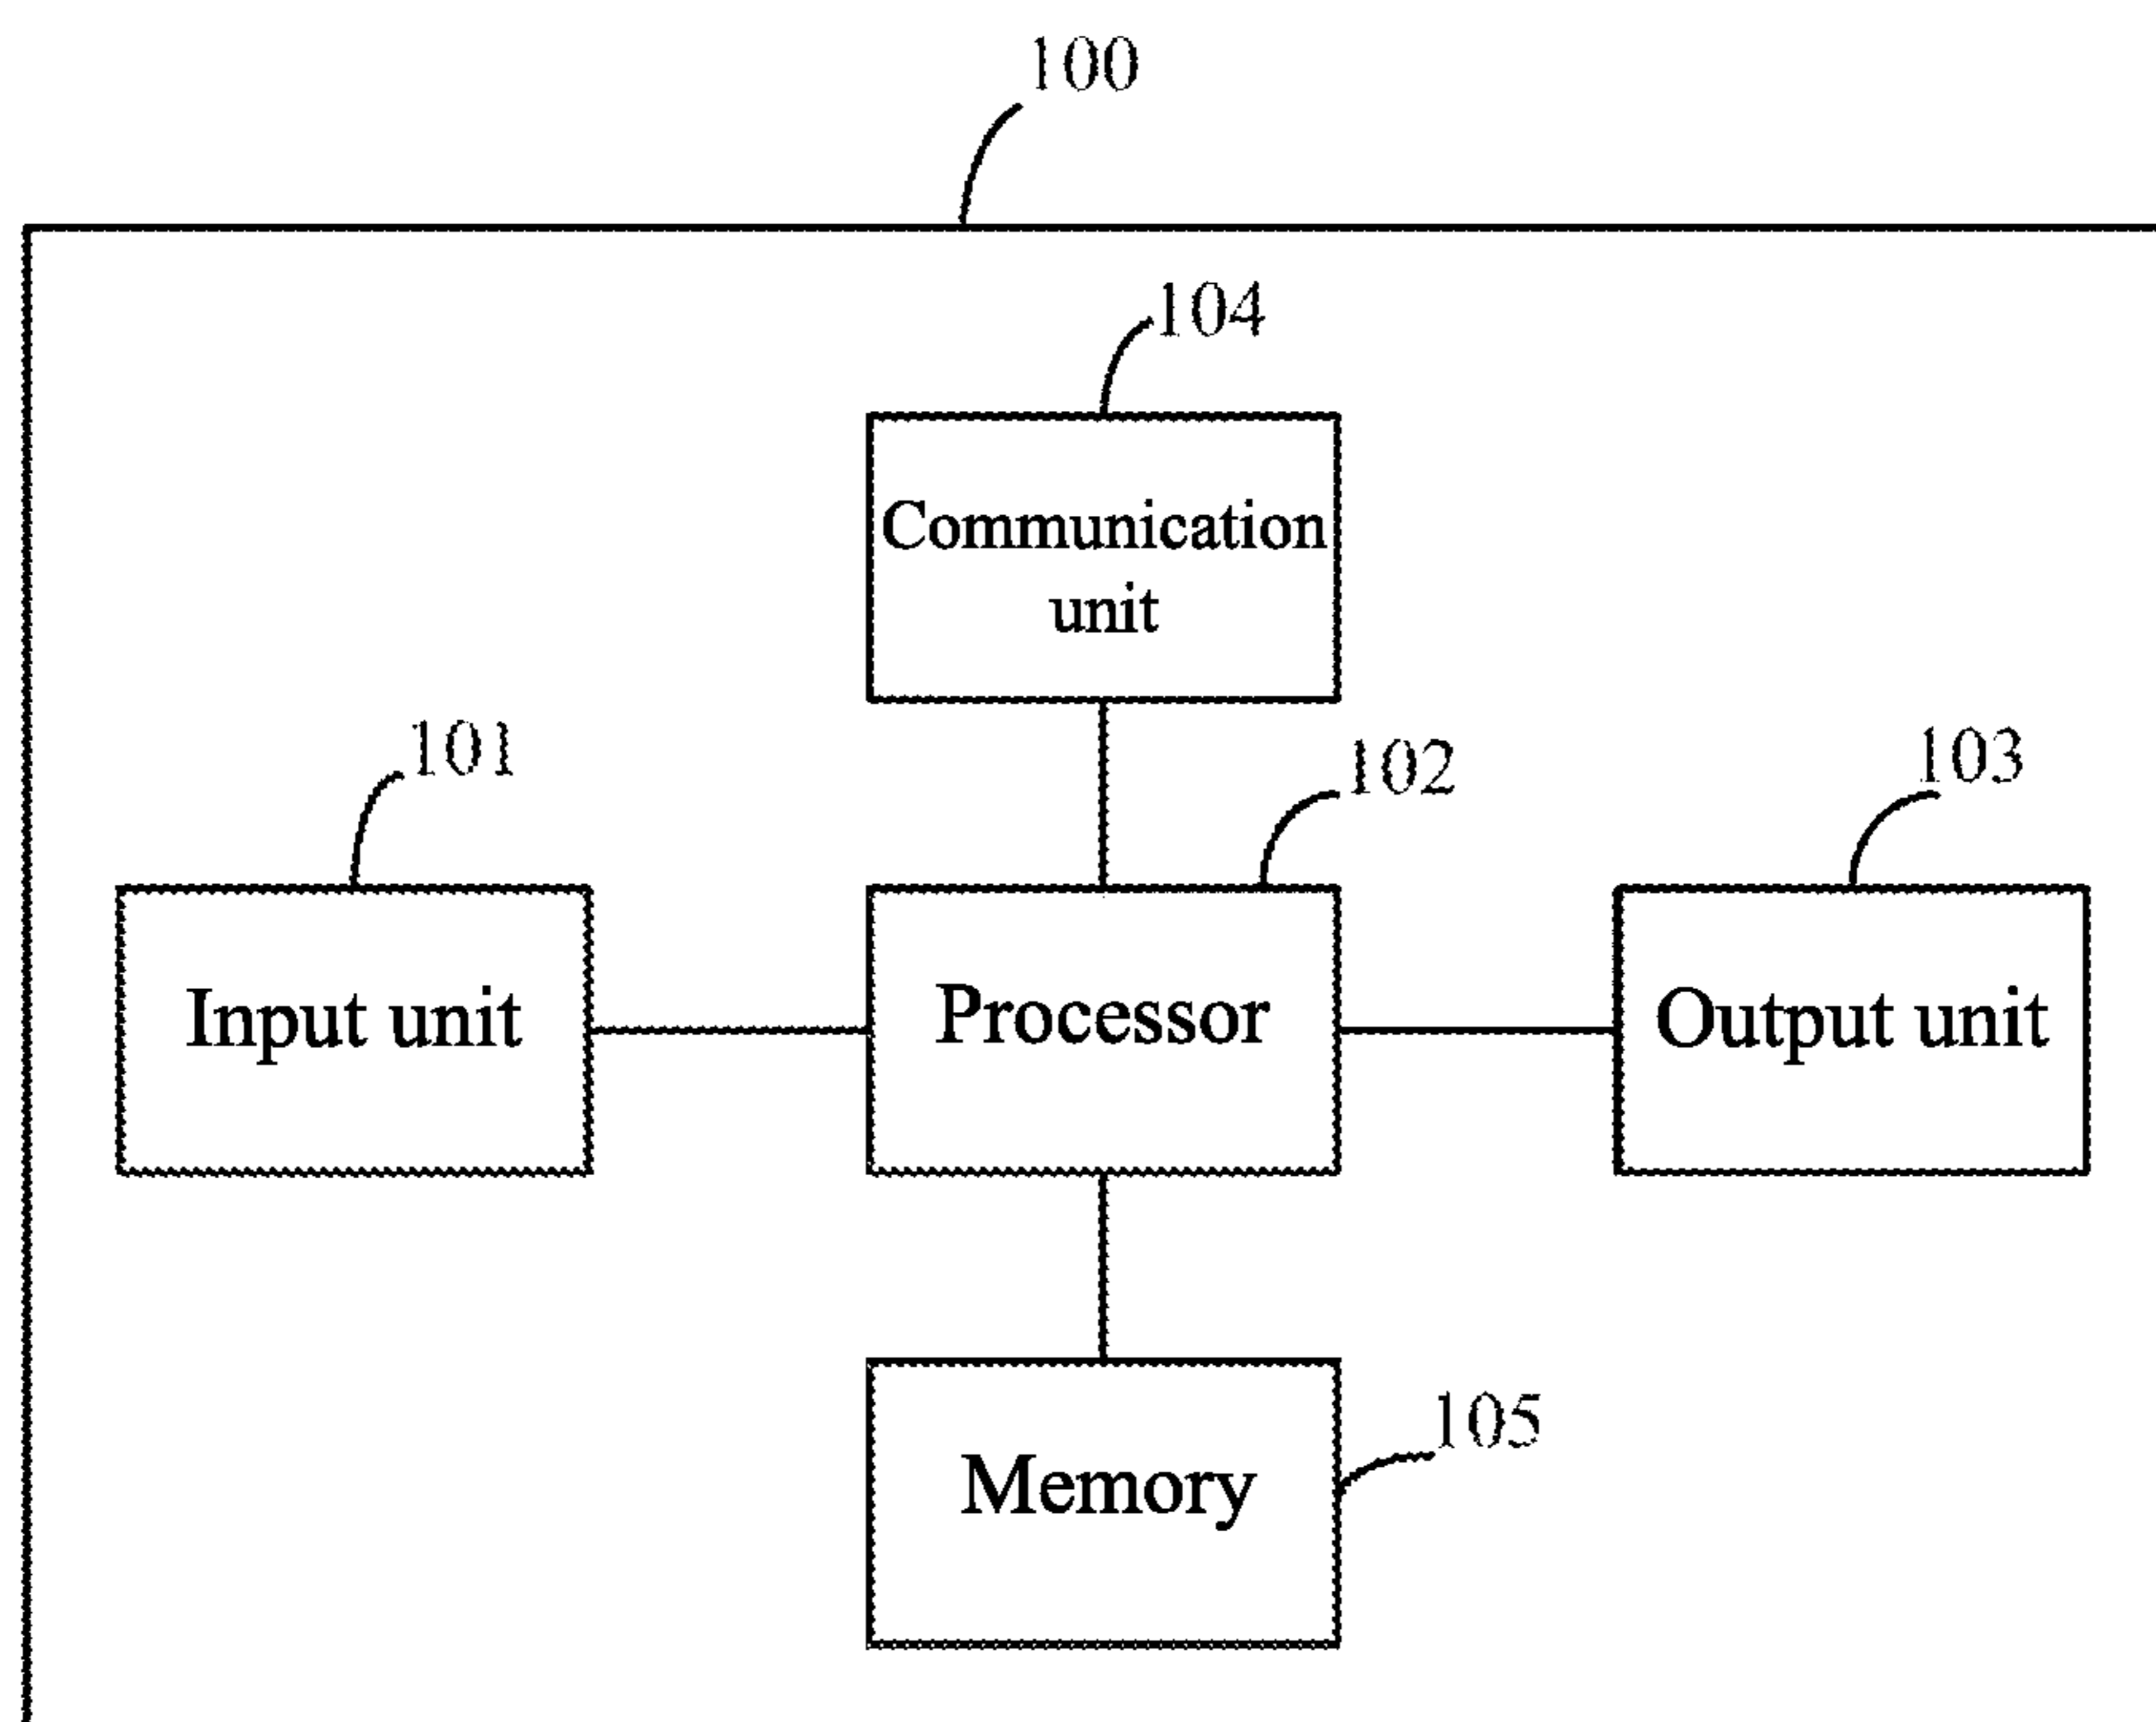 100
104
Communication
unit
101
102
103
Input unit
Processor
Output unit
105
Memory